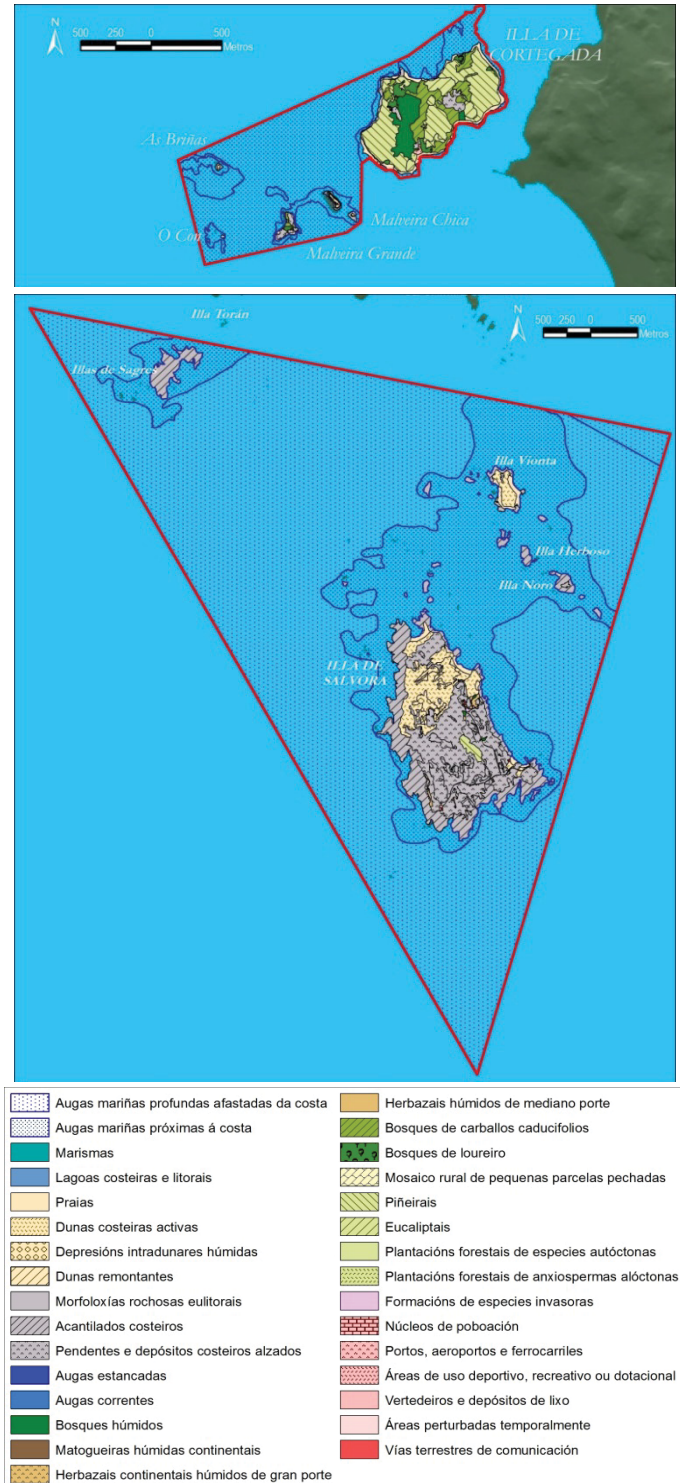 N
500 250 0 500
Metros
ILLA DE
CORTEGADA
As Briñas
O Con
Malveira Chica
Malveira Grande
Illa Torán
N
500 250 0 500
Metros
Illas de Sagres
Illa Vionta
Illa Herboso
Illa Noro
ILLA DE
SALVORA
Augas mariñas profundas afastadas da costa
Augas mariñas próximas á costa
Marismas
Lagoas costeiras e litorais
Praias
Dunas costeiras activas
Depresións intradunares húmidas
Dunas remontantes
Morfoloxías rochosas eulitorais
Acantilados costeiros
Pendentes e depósitos costeiros alzados
Augas estancadas
Augas correntes
Bosques húmidos
Matogueiras húmidas continentais
Herbazais continentais húmidos de gran porte
Herbazais húmidos de mediano porte
Bosques de carballos caducifolios
Bosques de loureiro
Mosaico rural de pequenas parcelas pechadas
Piñeirais
Eucaliptais
Plantacións forestais de especies autóctonas
Plantacións forestais de anxiospermas alóctonas
Formacións de especies invasoras
Núcleos de poboación
Portos, aeroportos e ferrocarriles
Áreas de uso deportivo, recreativo ou dotacional
Vertedeiros e depósitos de lixo
Áreas perturbadas temporalmente
Vías terrestres de comunicación